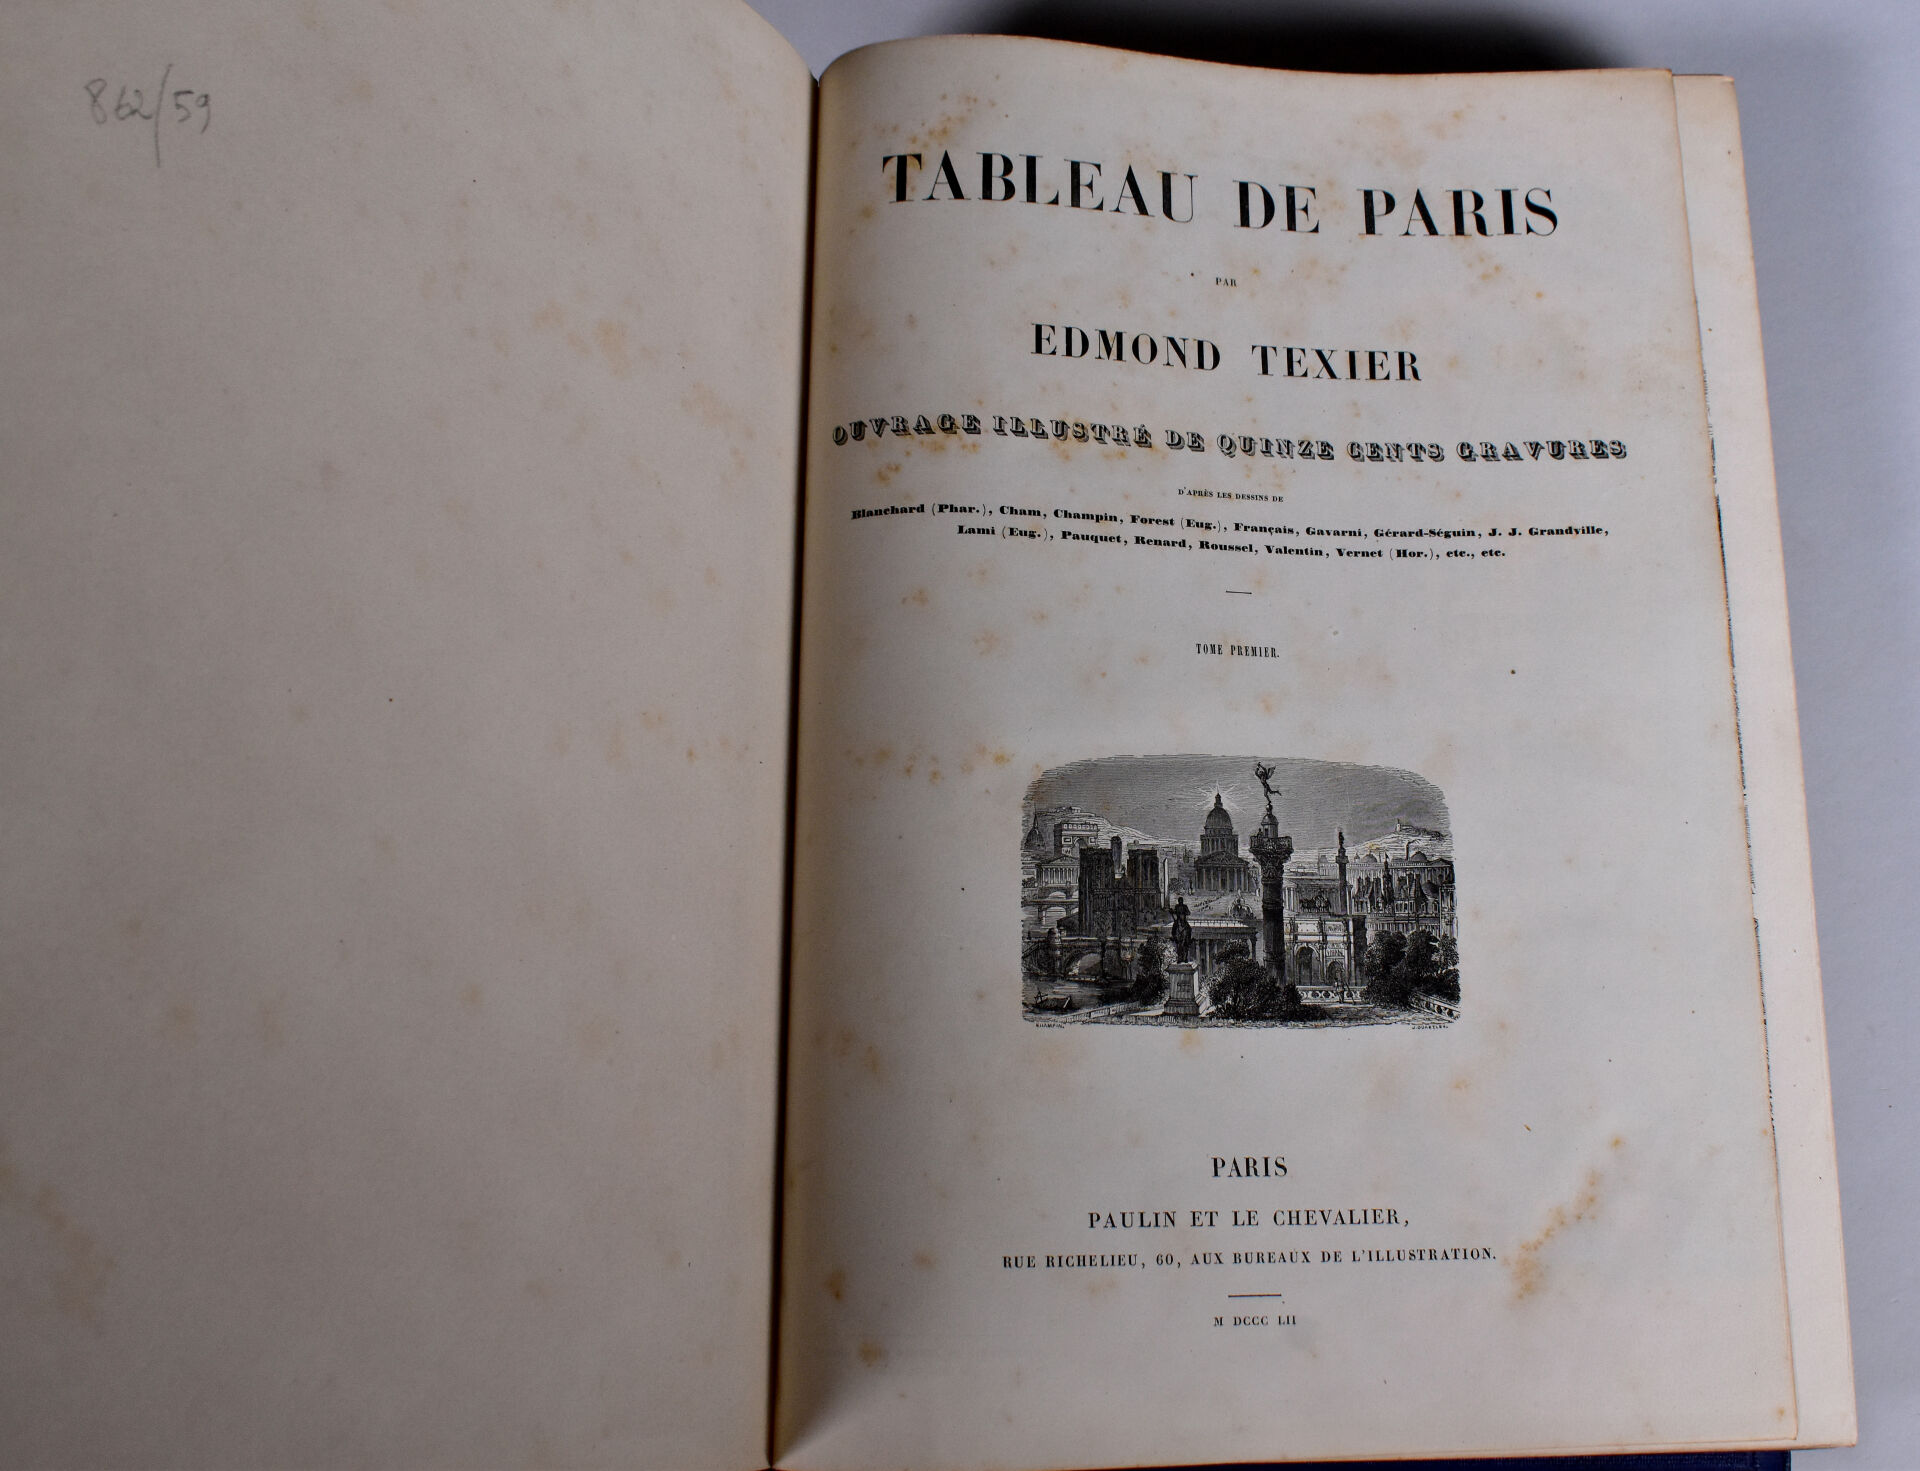 862/59
TABLEAU DE PARIS
PAR
EDMOND TEXIER
OUVRAGE ILLUSTRÉ DE QUINZE CENTS GRAVURES
D'APRÈS LES DESSINS DE
Blanchard (Phar.), Cham, Champin, Forest (Eug.), Français, Gavarni, Gérard-Séguin, J. J. Grandville,
Lami (Eug.), Pauquet, Renard, Roussel, Valentin, Vernet (Hor.), etc., etc.
TOME PREMIER.
CHAMPIN
PARIS
PAULIN ET LE CHEVALIER,
RUE RICHELIEU, 60, AUX BUREAUX DE L'ILLUSTRATION.
M DCCC LII